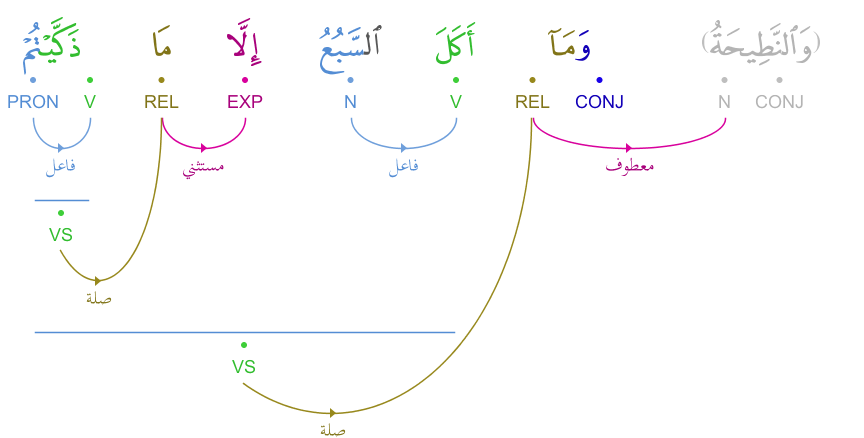 (وَٱلنَّطِيحَةُ) وَمَآ أَكَلَ ٱلسَّبُعُ إِلَّا مَا ذَكَّيْتُمْ
PRON V REL EXP N V REL CONJ N CONJ
فاعل مستثني فاعل معطوف
VS
صلة
VS
صلة